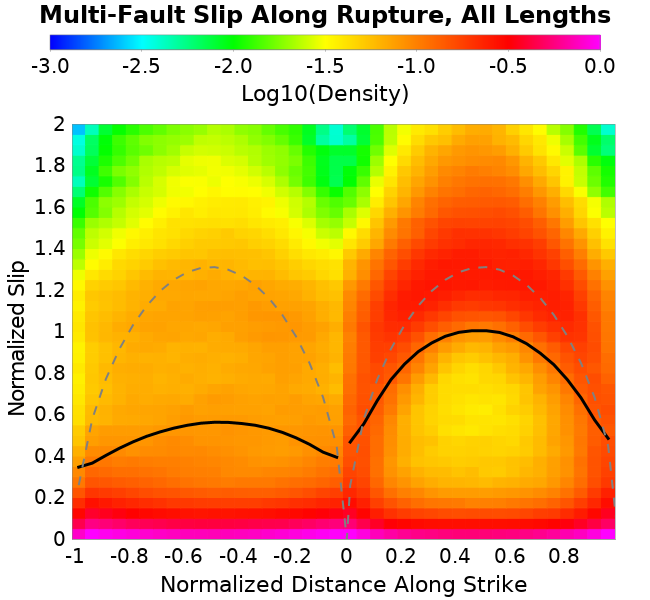 Multi-Fault Slip Along Rupture, All Lengths
-3.0 -2.5 -2.0 -1.5 -1.0 -0.5 0.0
Log10(Density)
2
1.8
1.6
1.4
1.2
1
0.8
0.6
0.4
0.2
0
Normalized Slip
-1 -0.8 -0.6 -0.4 -0.2 0 0.2 0.4 0.6 0.8
Normalized Distance Along Strike